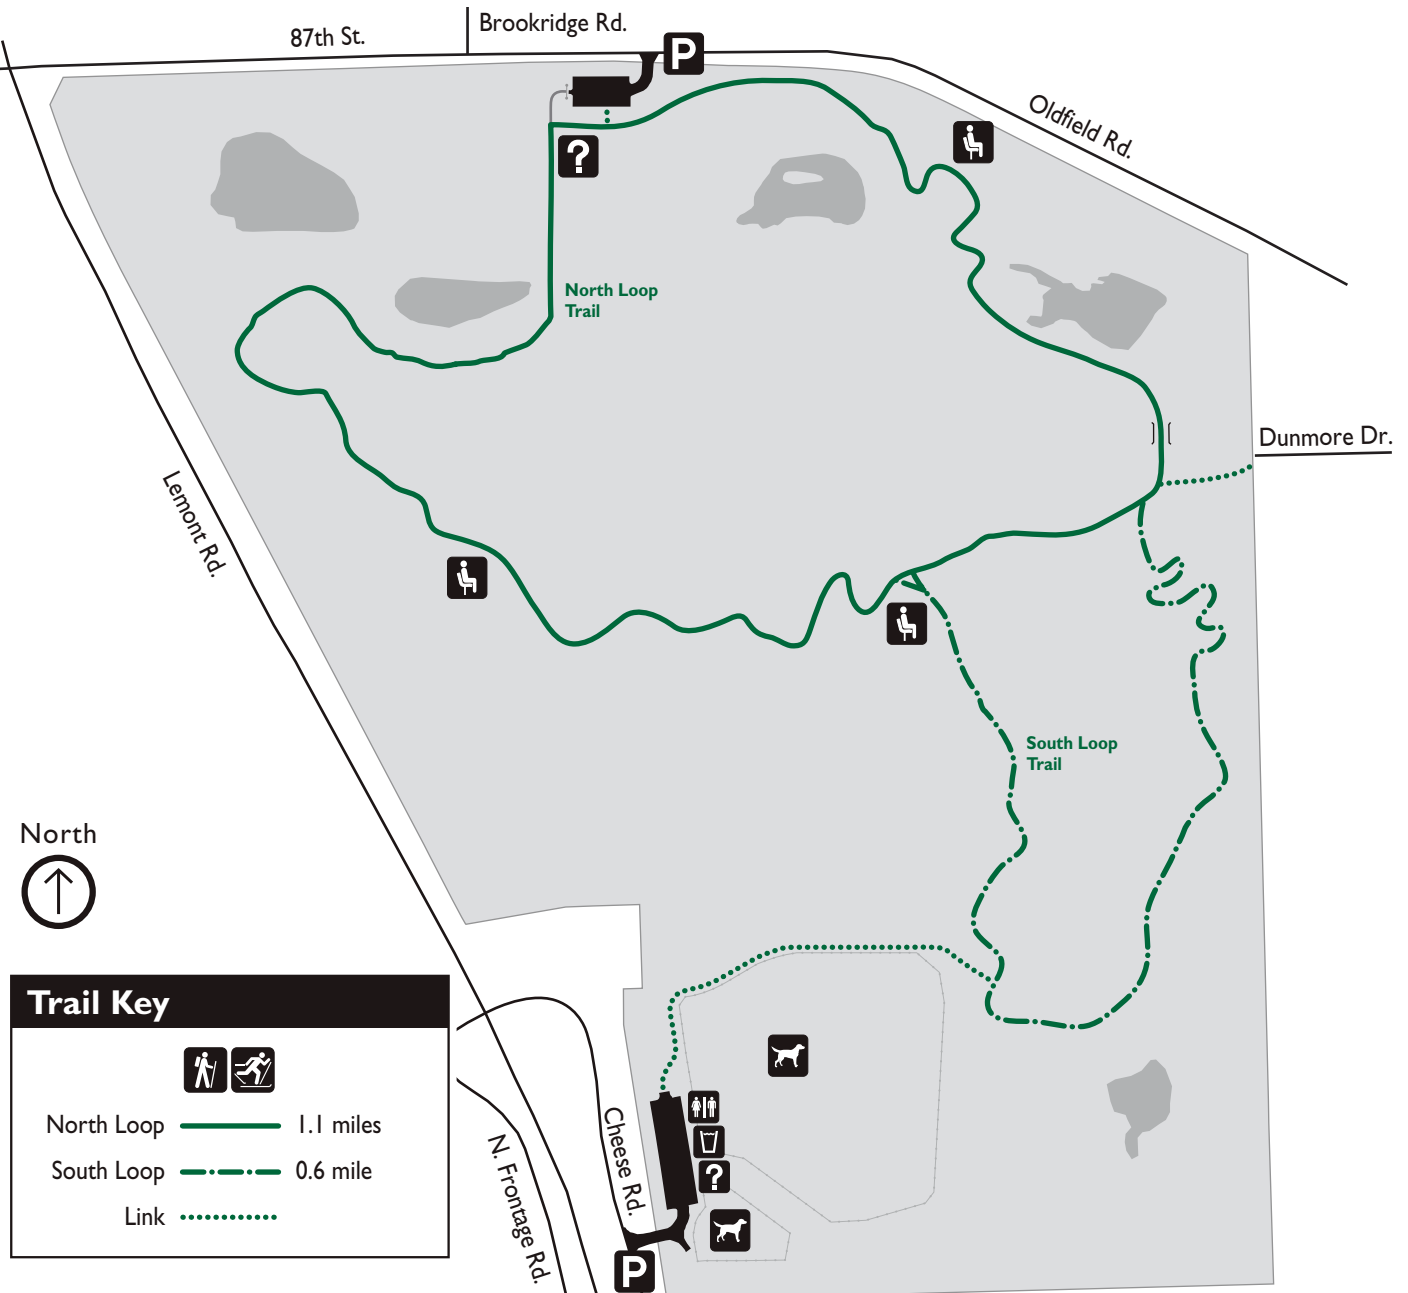 Brookridge Rd.
87th St.
P
Oldfield Rd.
?
North Loop
Trail
Dunmore Dr.
Lemont Rd.
South Loop
Trail
North
Trail Key
North Loop 1.1 miles
South Loop 0.6 mile
Link
Cheese Rd.
N. Frontage Rd.
?
P